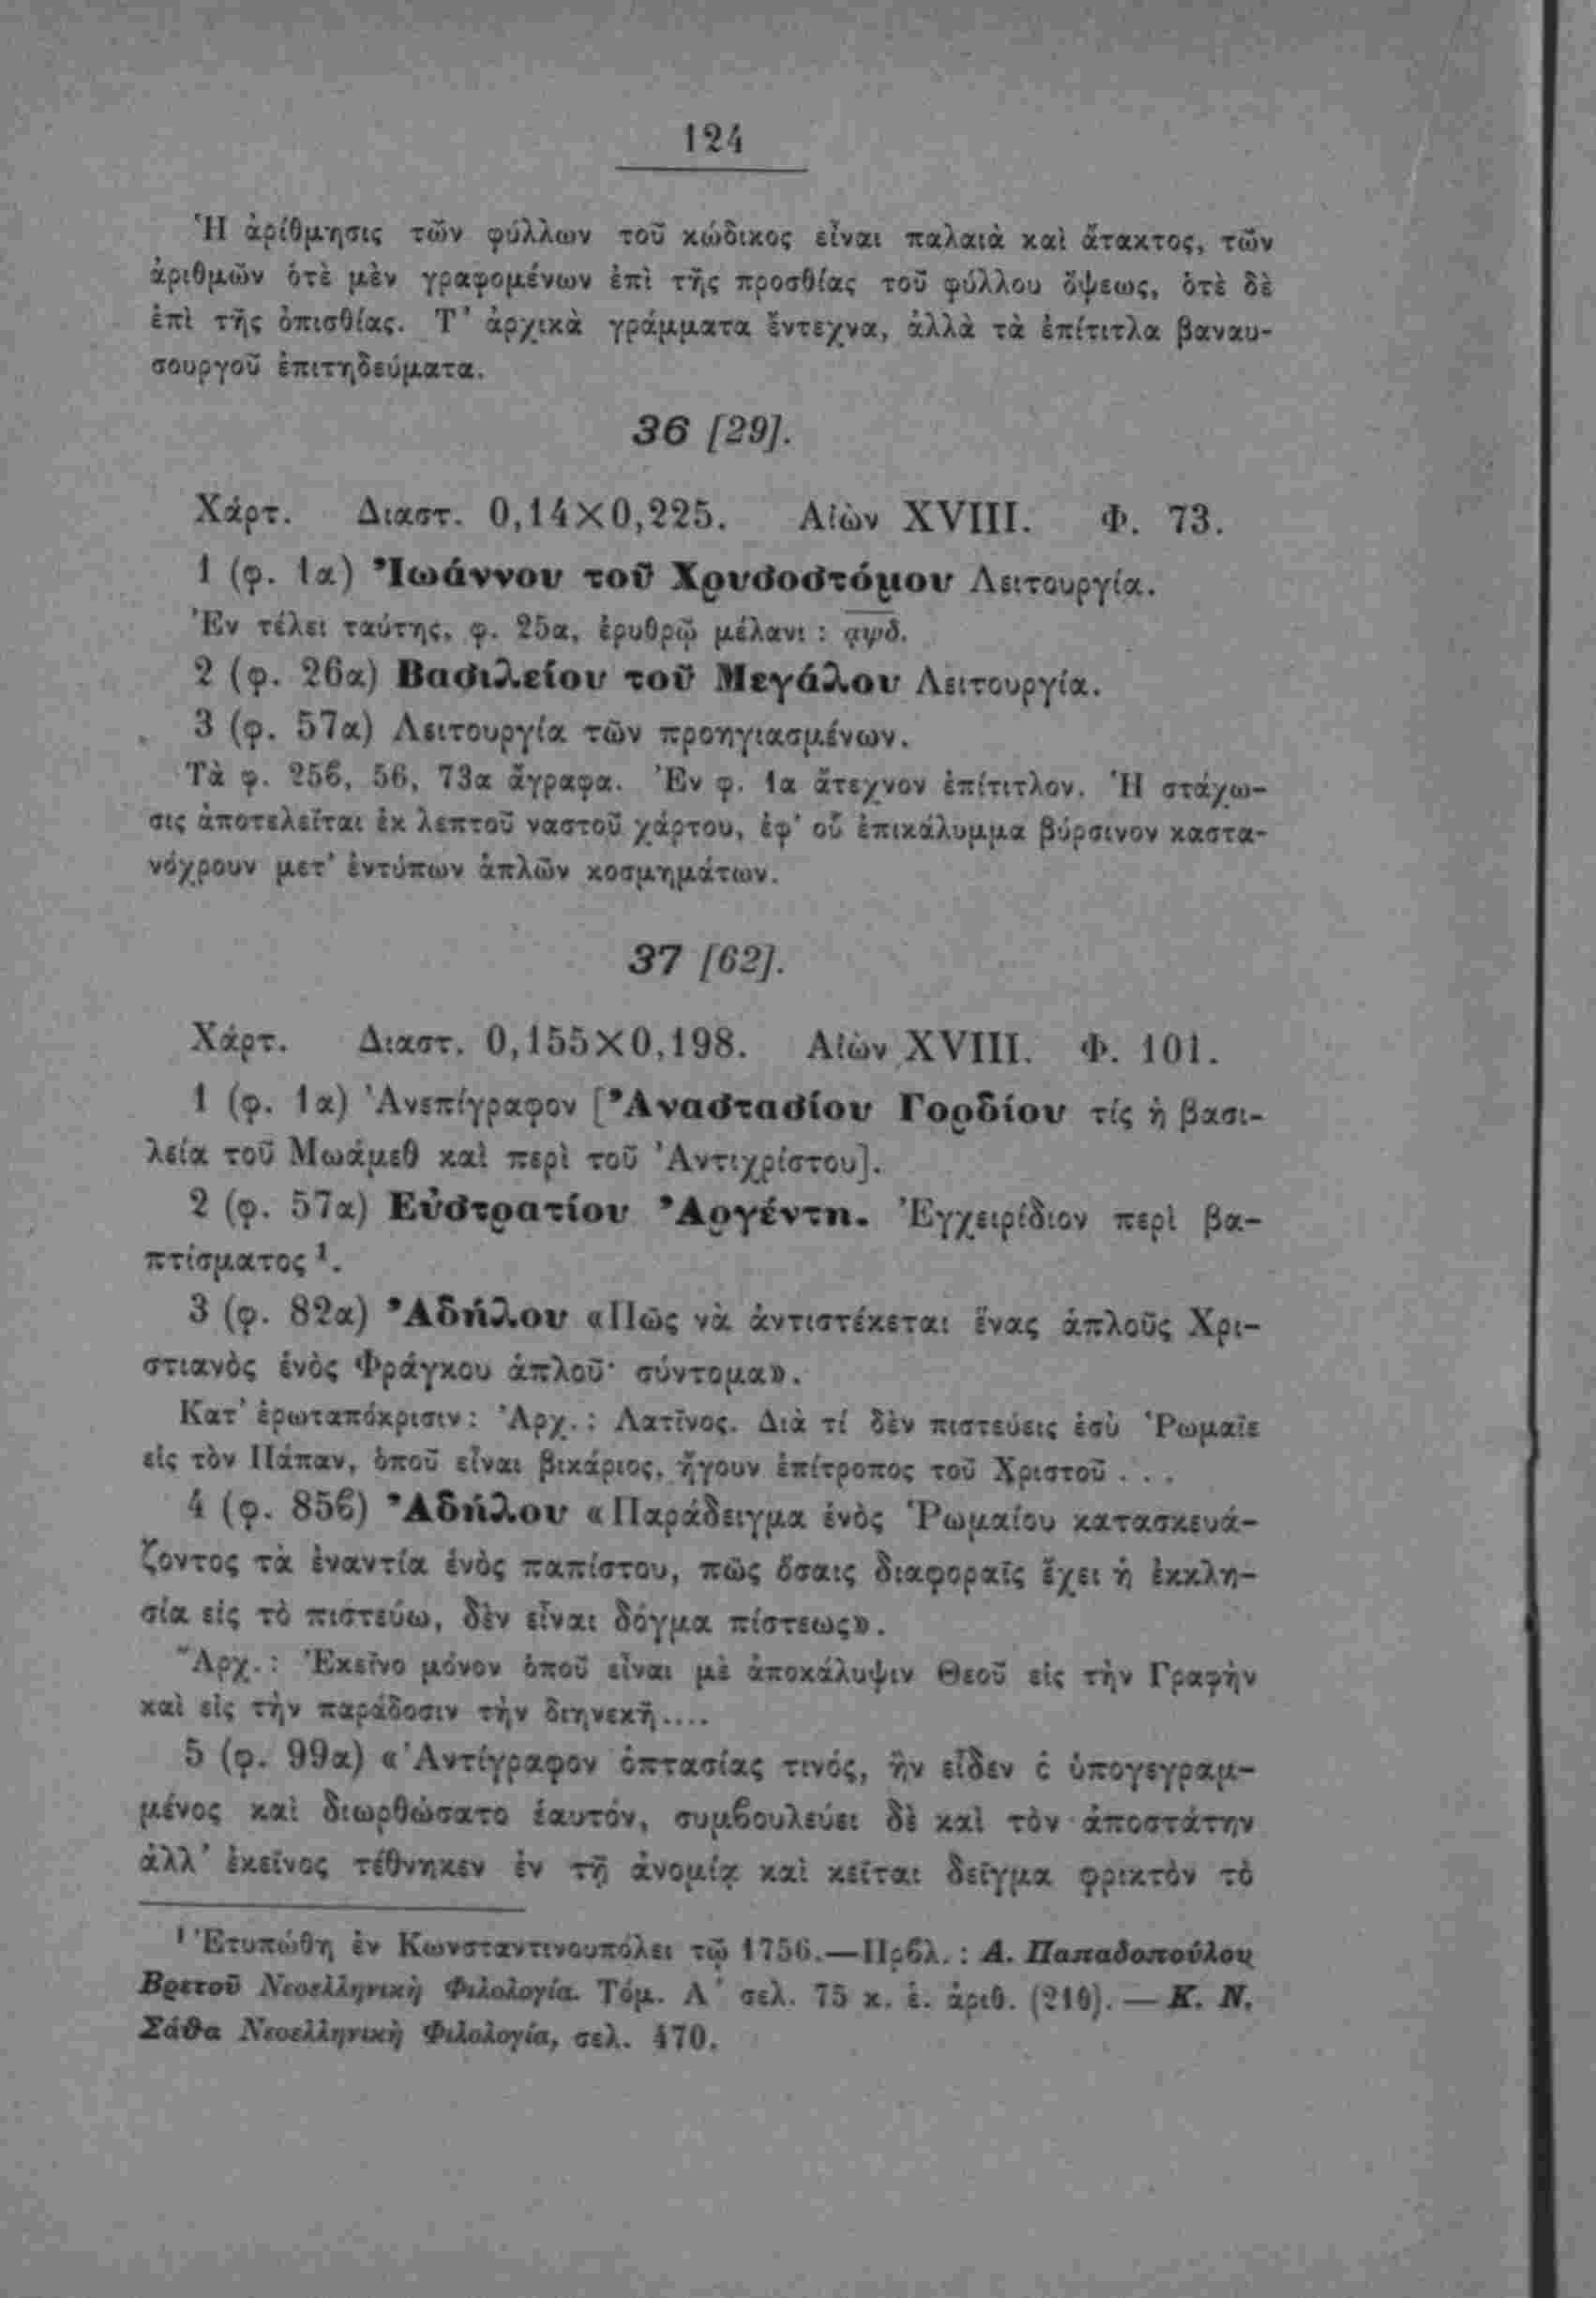 124
Ἡ ἀρίθμησις τῶν φύλλων τοῦ κώδικος εἶναι παλαιὰ καὶ ἄτακτος, τῶν
ἀριθμῶν ὁτὲ μὲν γραφομένων ἐπὶ τῆς προσθίας τοῦ φύλλου ὄψεως, ὁτὲ δὲ
ἐπὶ τῆς ὀπισθίας. Τ' ἀρχικὰ γράμματα ἔντεχνα, ἀλλὰ τὰ ἐπίτιτλα βαναυ-
σουργοῦ ἐπιτηδεύματα.
36 [29].
Χάρτ. Διαστ. 0,14×0,225. Αἰὼν XVIII. Φ. 73.
1 (φ. 1α) Ἰωάννου τοῦ Χρυσοστόμου Λειτουργία.
Ἐν τέλει ταύτης, φ. 25α, ἐρυθρῷ μέλανι : ͵αψδ.
2 (φ. 26α) Βασιλείου τοῦ Μεγάλου Λειτουργία.
3 (φ. 57α) Λειτουργία τῶν προηγιασμένων.
Τὰ φ. 25ϐ, 56, 73α ἄγραφα. Ἐν φ. 1α ἄτεχνον ἐπίτιτλον. Ἡ στάχω-
σις ἀποτελεῖται ἐκ λεπτοῦ ναστοῦ χάρτου, ἐφ' οὗ ἐπικάλυμμα βύρσινον καστα-
νόχρουν μετ' ἐντύπων ἁπλῶν κοσμημάτων.
37 [62].
Χάρτ. Διαστ. 0,155×0,198. Αἰὼν XVIII. Φ. 101.
1 (φ. 1α) Ἀνεπίγραφον [Ἀναστασίου Γορδίου τίς ἡ βασι-
λεία τοῦ Μωάμεθ καὶ περὶ τοῦ Ἀντιχρίστου].
2 (φ. 57α) Εὐστρατίου Ἀργέντη. Ἐγχειρίδιον περὶ βα-
πτίσματος ¹.
3 (φ. 82α) Ἀδήλου «Πῶς νὰ ἀντιστέκεται ἕνας ἁπλοῦς Χρι-
στιανὸς ἑνὸς Φράγκου ἁπλοῦ· σύντομα».
Κατ' ἐρωταπόκρισιν: Ἀρχ.: Λατῖνος. Διὰ τί δὲν πιστεύεις ἐσὺ Ῥωμαῖε
εἰς τὸν Πάπαν, ὁποῦ εἶναι βικάριος, ἤγουν ἐπίτροπος τοῦ Χριστοῦ . . .
4 (φ. 85ϐ) Ἀδήλου «Παράδειγμα ἑνὸς Ῥωμαίου κατασκευά-
ζοντος τὰ ἐναντία ἑνὸς παπίστου, πῶς ὅσαις διαφοραῖς ἔχει ἡ ἐκκλη-
σία εἰς τὸ πιστεύω, δὲν εἶναι δόγμα πίστεως».
Ἄρχ.: Ἐκεῖνο μόνον ὁποῦ εἶναι μὲ ἀποκάλυψιν Θεοῦ εἰς τὴν Γραφὴν
καὶ εἰς τὴν παράδοσιν τὴν διηνεκῆ....
5 (φ. 99α) «Ἀντίγραφον ὀπτασίας τινός, ἣν εἶδεν ὁ ὑπογεγραμ-
μένος καὶ διωρθώσατο ἑαυτόν, συμϐουλεύει δὲ καὶ τὸν ἀποστάτην
ἀλλ' ἐκεῖνος τέθνηκεν ἐν τῇ ἀνομίᾳ καὶ κεῖται δεῖγμα φρικτὸν τὸ
¹ Ἐτυπώθη ἐν Κωνσταντινουπόλει τῷ 1756.—Πρϐλ.: Α. Παπαδοπούλου
Βρετοῦ Νεοελληνικὴ Φιλολογία. Τόμ. Α΄ σελ. 75 κ. ἑ. ἀριθ. (210). — Κ. Ν.
Σάθα Νεοελληνικὴ Φιλολογία, σελ. 470.